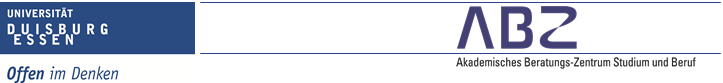 UNIVERSITÄT
DUISBURG
ESSEN
Offen im Denken
ABZ
Akademisches Beratungs-Zentrum Studium und Beruf